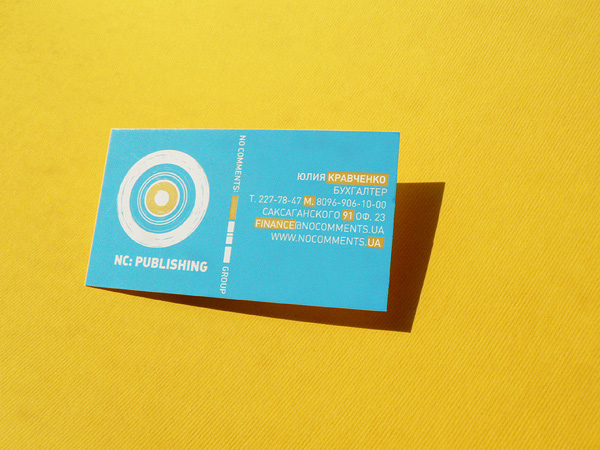 NC: PUBLISHING
NO COMMENTS: GROUP
ЮЛИЯ КРАВЧЕНКО
БУХГАЛТЕР
Т. 227-78-47 М. 8096-906-10-00
САКСАГАНСКОГО 91 ОФ. 23
FINANCE@NOCOMMENTS.UA
WWW.NOCOMMENTS.UA